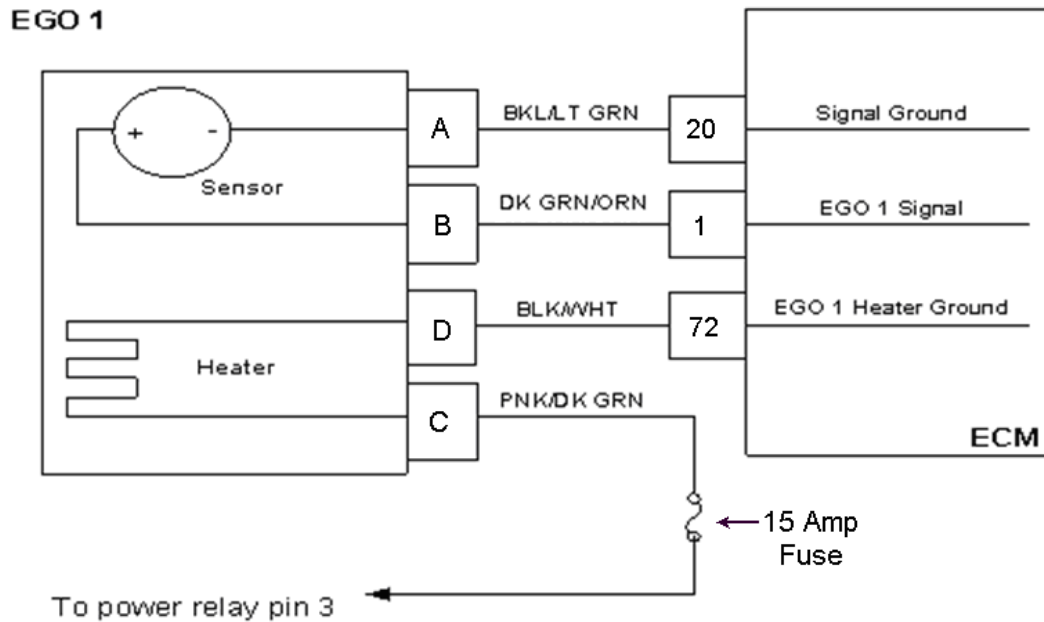 EGO 1
A
BKL/LT GRN
20
Signal Ground
+ -
Sensor
B
DK GRN/ORN
1
EGO 1 Signal
D
BLK/WHT
72
EGO 1 Heater Ground
Heater
C
PNK/DK GRN
ECM
15 Amp
Fuse
To power relay pin 3